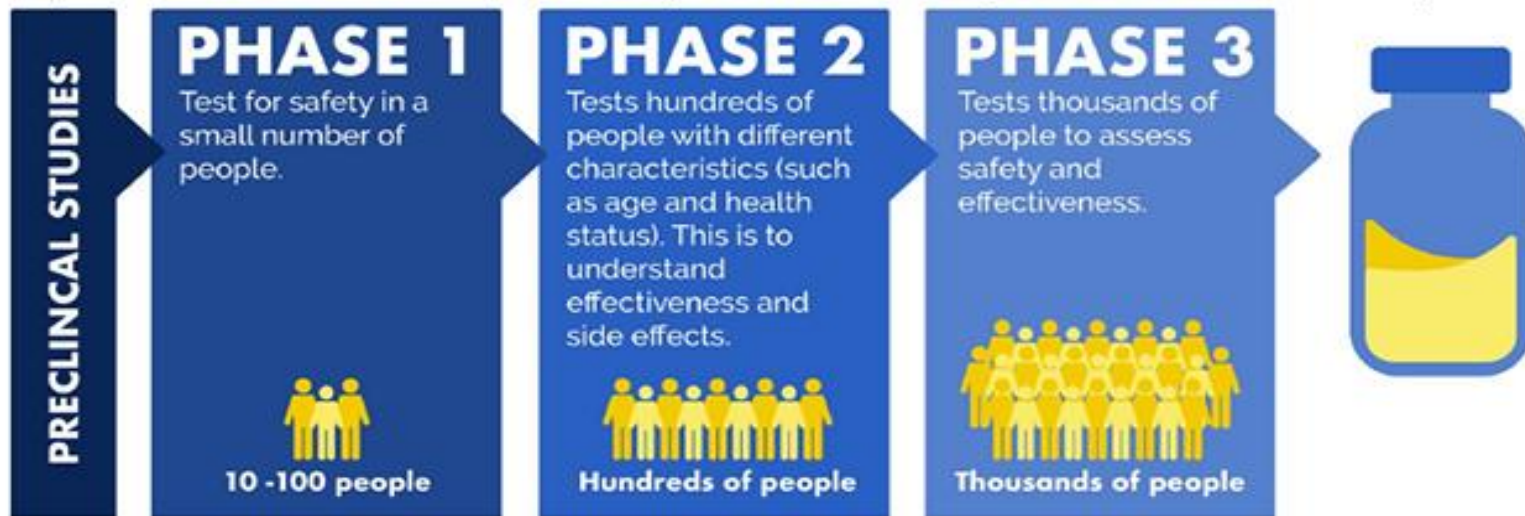 PRECLINCAL STUDIES
PHASE 1
Test for safety in a
small number of
people.
10 -100 people
PHASE 2
Tests hundreds of
people with different
characteristics (such
as age and health
status). This is to
understand
effectiveness and
side effects.
Hundreds of people
PHASE 3
Tests thousands of
people to assess
safety and
effectiveness.
Thousands of people